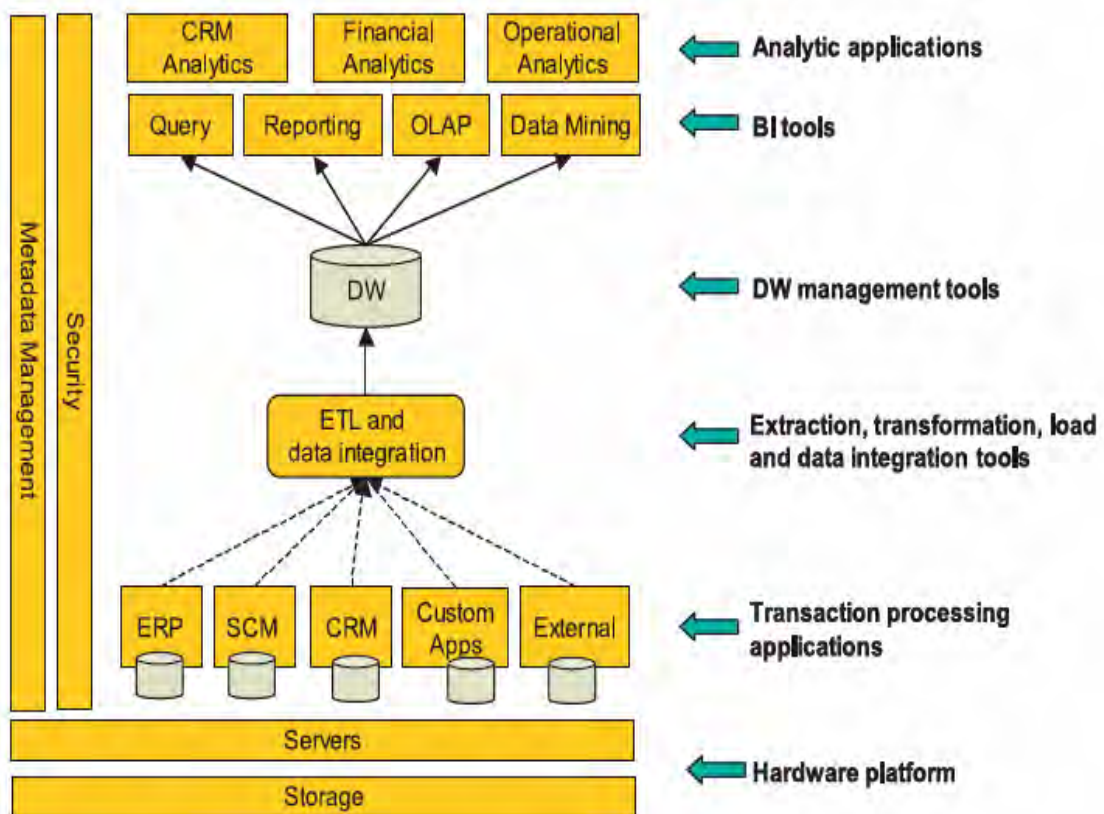 CRM
Analytics
Financial
Analytics
Operational
Analytics
Analytic applications
Query
Reporting
OLAP
Data Mining
BI tools
Metadata Management
Security
DW
DW management tools
ETL and
data integration
Extraction, transformation, load
and data integration tools
ERP
SCM
CRM
Custom
Apps
External
Transaction processing
applications
Servers
Hardware platform
Storage